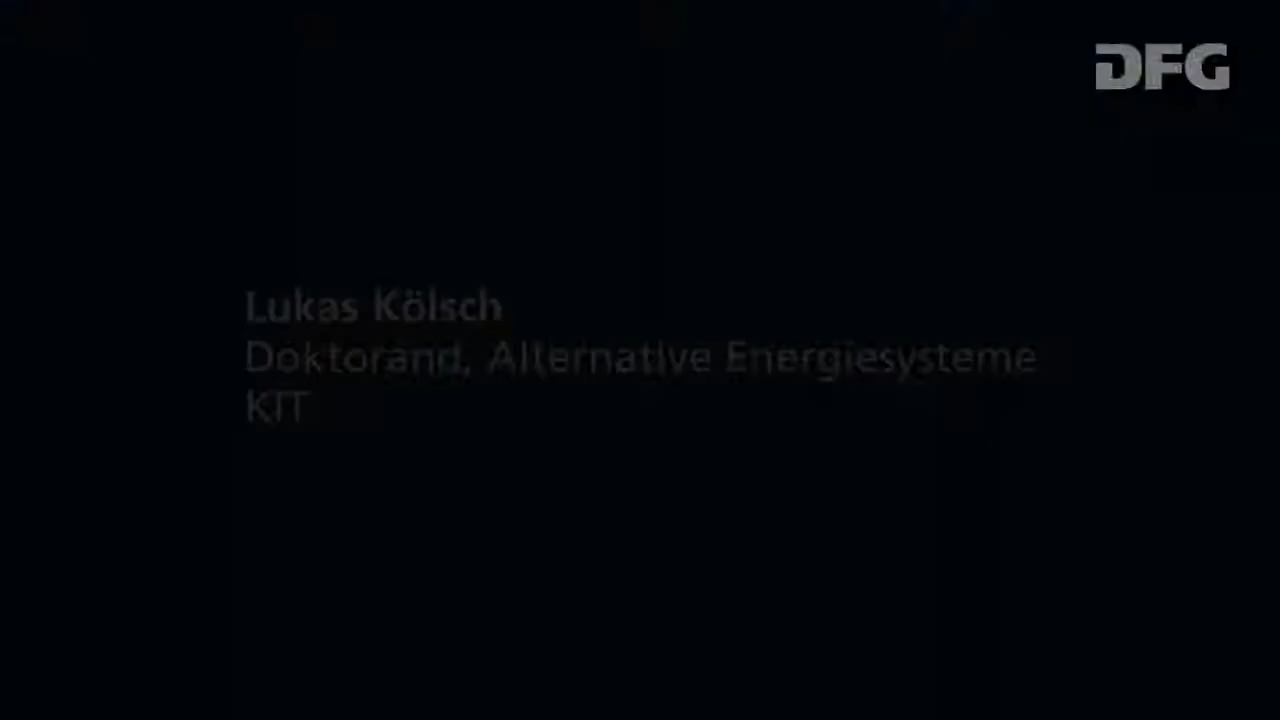 DFG
Lukas Kölsch
Doktorand, Alternative Energiesysteme
KIT